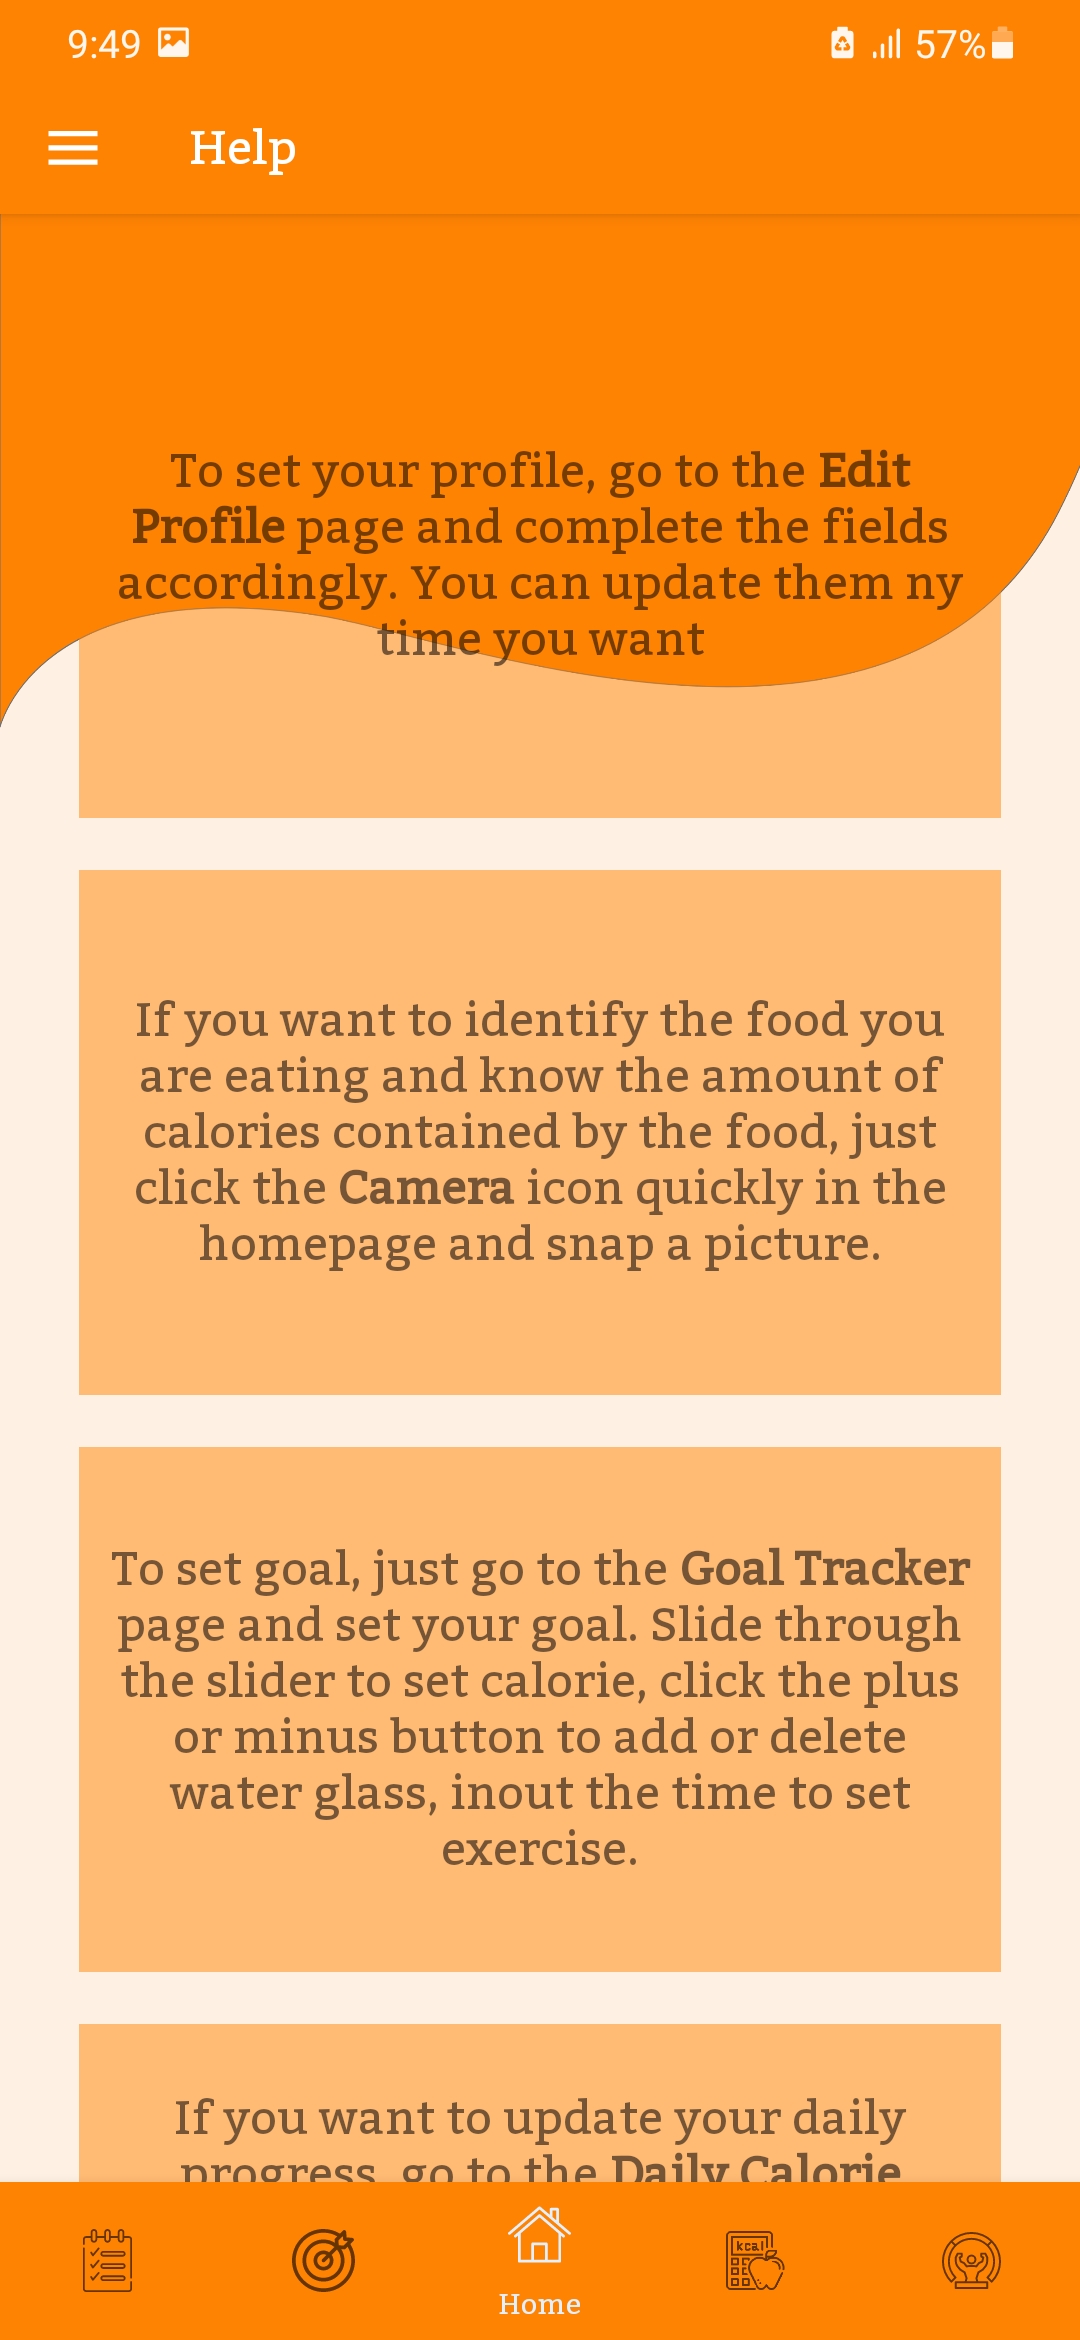 9:49
57%
Help
To set your profile, go to the Edit
Profile page and complete the fields
accordingly. You can update them ny
time you want
If you want to identify the food you
are eating and know the amount of
calories contained by the food, just
click the Camera icon quickly in the
homepage and snap a picture.
To set goal, just go to the Goal Tracker
page and set your goal. Slide through
the slider to set calorie, click the plus
or minus button to add or delete
water glass, inout the time to set
exercise.
If you want to update your daily
progress, go to the Daily Calorie
kcal
Home